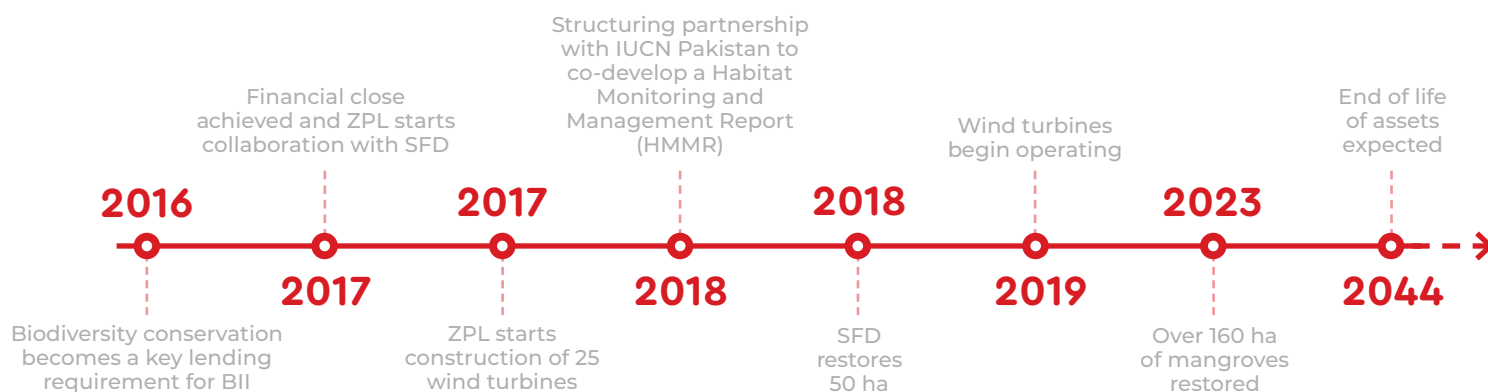 2016
Biodiversity conservation
becomes a key lending
requirement for BII
Financial close
achieved and ZPL starts
collaboration with SFD
2017
2017
ZPL starts
construction of 25
wind turbines
Structuring partnership
with IUCN Pakistan to
co-develop a Habitat
Monitoring and
Management Report
(HMMR)
2018
2018
SFD
restores
50 ha
Wind turbines
begin operating
2019
2023
Over 160 ha
of mangroves
restored
End of life
of assets
expected
2044